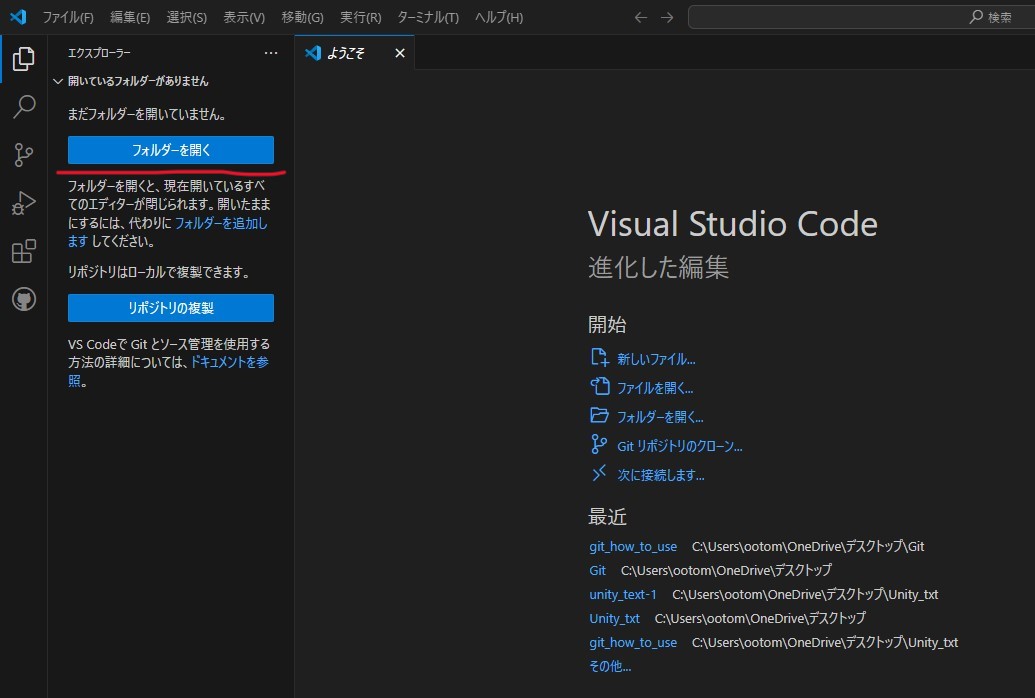 ファイル(F) 編集(E) 選択(S) 表示(V) 移動(G) 実行(R) ターミナル(T) ヘルプ(H) ← → 検索
エクスプローラー ···
開いているフォルダーがありません
まだフォルダーを開いていません。
フォルダーを開く
フォルダーを開くと、現在開いているすべ
てのエディターが閉じられます。開いたまま
にするには、代わりに フォルダーを追加し
ます してください。
リポジトリはローカルで複製できます。
リポジトリの複製
VS Codeで Git とソース管理を使用する
方法の詳細については、ドキュメントを参
照。
ようこそ ×
Visual Studio Code
進化した編集
開始
新しいファイル...
ファイルを開く...
フォルダーを開く...
Git リポジトリのクローン...
次に接続します...
最近
git_how_to_use C:\Users\ootom\OneDrive\デスクトップ\Git
Git C:\Users\ootom\OneDrive\デスクトップ
unity_text-1 C:\Users\ootom\OneDrive\デスクトップ\Unity_txt
Unity_txt C:\Users\ootom\OneDrive\デスクトップ
git_how_to_use C:\Users\ootom\OneDrive\デスクトップ\Unity_txt
その他...